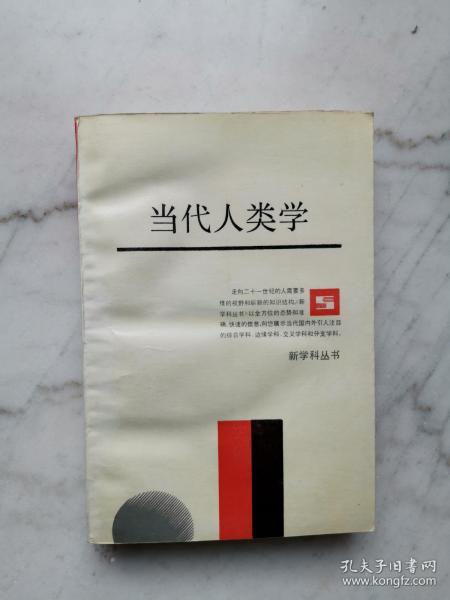 当代人类学
走向二十一世纪的人需要多
维的视野和崭新的知识结构。《新
学科丛书》以全方位的态势和准
确、快速的信息，向您展示当代国内外引人注目
的综合学科、边缘学科、交叉学科和分支学科。
新学科丛书
孔夫子旧书网
www.kongfz.com